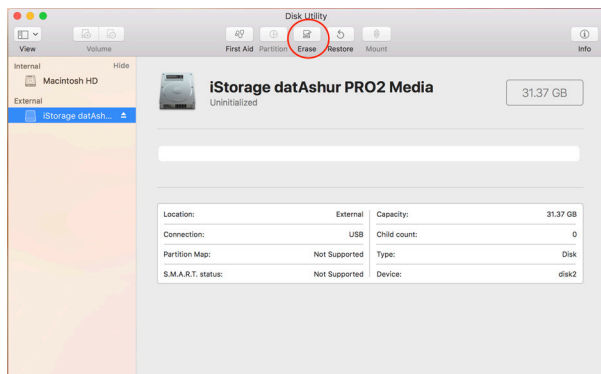 Disk Utility
View
Volume
First Aid Partition Erase Restore Mount
Info
Internal Hide
Macintosh HD
External
iStorage datAsh...
iStorage datAshur PRO2 Media
Uninitialized
31.37 GB
Location: External Capacity: 31.37 GB
Connection: USB Child count: 0
Partition Map: Not Supported Type: Disk
S.M.A.R.T. status: Not Supported Device: disk2